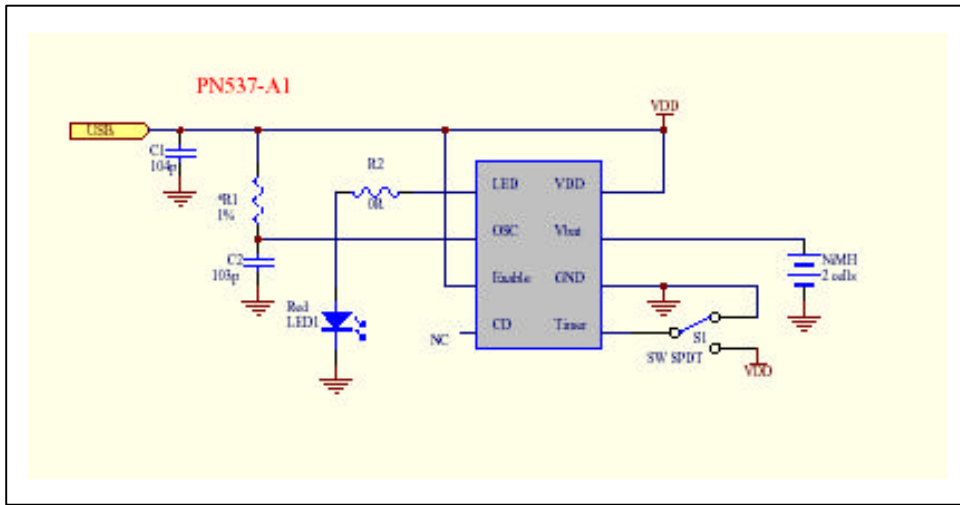 PN537-A1
USB
VDD
C1
104p
R2
0R
*R1
1%
LED
VDD
OSC
Vbat
C2
103p
Enable
GND
NiMH
2 cells
Red
LED1
NC
CD
Timer
S1
SW SPDT
VDD